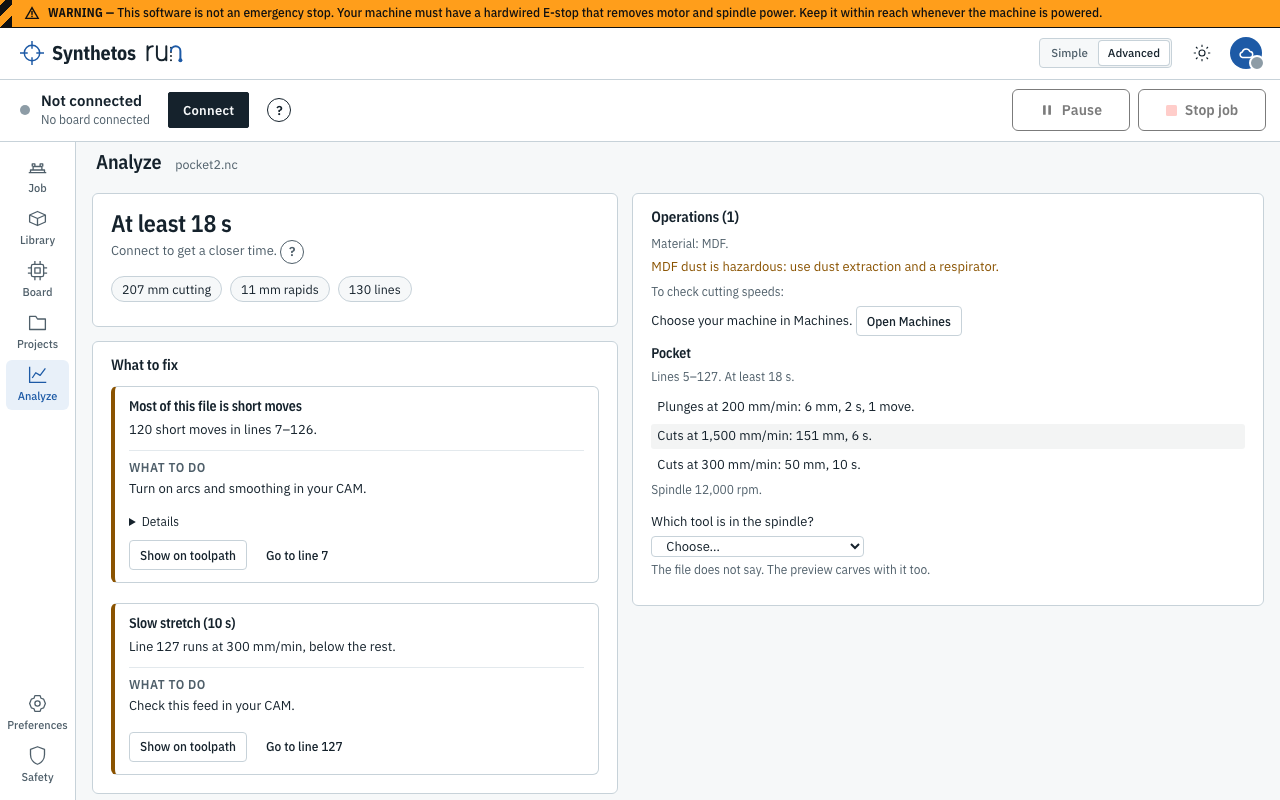 WARNING — This software is not an emergency stop. Your machine must have a hardwired E-stop that removes motor and spindle power. Keep it within reach whenever the machine is powered.
Synthetos run
Simple
Advanced
Not connected
No board connected
Connect
?
Pause
Stop job
Job
Library
Board
Projects
Analyze
Preferences
Safety
Analyze pocket2.nc
At least 18 s
Connect to get a closer time. ?
207 mm cutting
11 mm rapids
130 lines
What to fix
Most of this file is short moves
120 short moves in lines 7–126.
WHAT TO DO
Turn on arcs and smoothing in your CAM.
Details
Show on toolpath
Go to line 7
Slow stretch (10 s)
Line 127 runs at 300 mm/min, below the rest.
WHAT TO DO
Check this feed in your CAM.
Show on toolpath
Go to line 127
Operations (1)
Material: MDF.
MDF dust is hazardous: use dust extraction and a respirator.
To check cutting speeds:
Choose your machine in Machines. Open Machines
Pocket
Lines 5–127. At least 18 s.
Plunges at 200 mm/min: 6 mm, 2 s, 1 move.
Cuts at 1,500 mm/min: 151 mm, 6 s.
Cuts at 300 mm/min: 50 mm, 10 s.
Spindle 12,000 rpm.
Which tool is in the spindle?
Choose...
The file does not say. The preview carves with it too.